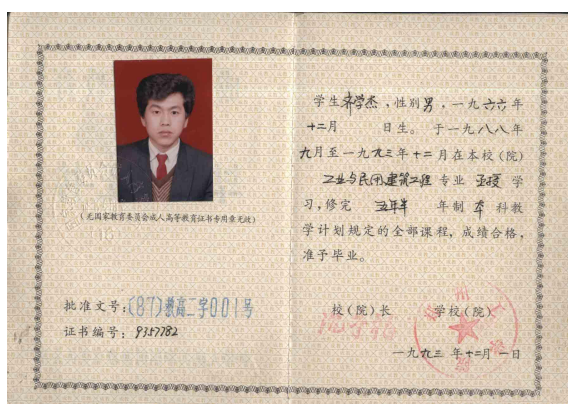 (无国家教育委员会成人高等教育证书专用章无效)
批准文号:(87)教高二字001号
证书编号:9357782
学生齐学杰,性别男,一九六六年
十二月 日生。于一九八八年
九月至一九九三年十二月在本校(院)
工业与民用建筑工程专业 函授 学
习,修完 五年半 年制 本 科教
学计划规定的全部课程,成绩合格,
准予毕业。
校(院)长 学校(院)
一九九三年十二月一日